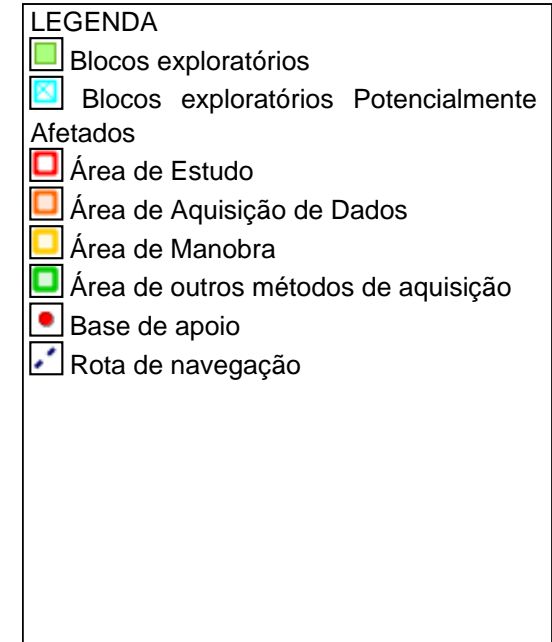 LEGENDA
Blocos exploratórios
Blocos exploratórios Potencialmente
Afetados
Área de Estudo
Área de Aquisição de Dados
Área de Manobra
Área de outros métodos de aquisição
Base de apoio
Rota de navegação